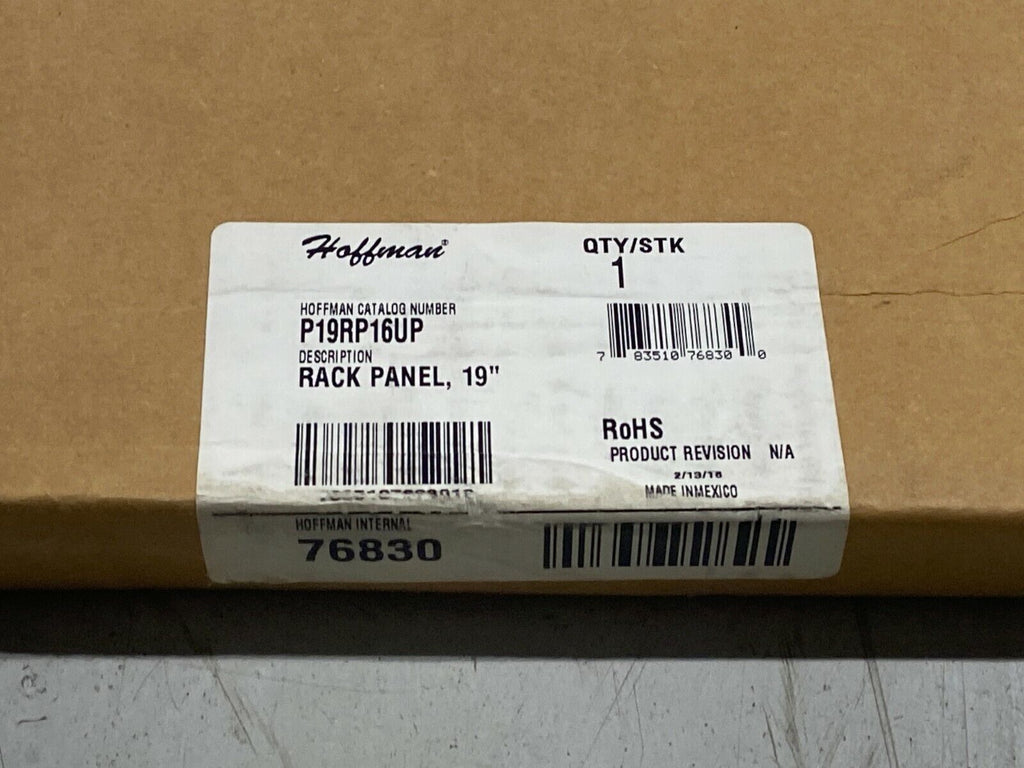 Hoffman®
QTY/STK
1
HOFFMAN CATALOG NUMBER
P19RP16UP
DESCRIPTION
RACK PANEL, 19"
7 83510 76830 0
RoHS
PRODUCT REVISION N/A
MADE INMEXICO
HOFFMAN INTERNAL
76830